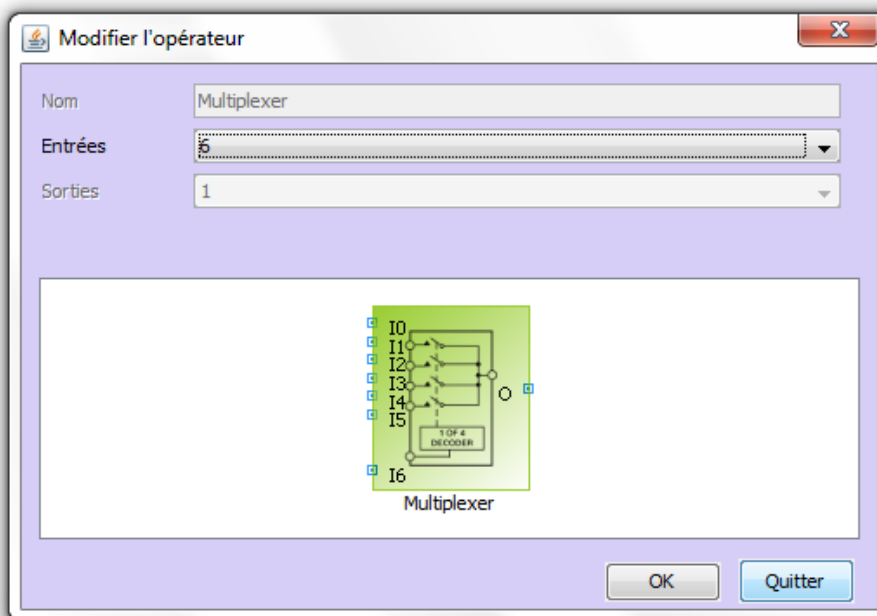 Modifier l'opérateur
Nom
Multiplexer
Entrées
6
Sorties
1
I0
I1
I2
I3
I4
I5
I6
O
1 OF 4
DECODER
Multiplexer
OK
Quitter